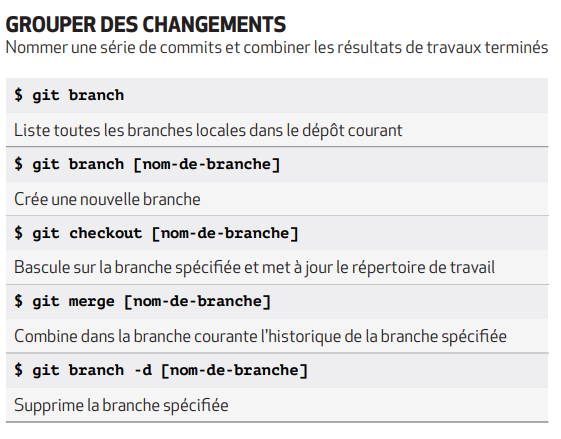 GROUPER DES CHANGEMENTS
Nommer une série de commits et combiner les résultats de travaux terminés
$ git branch
Liste toutes les branches locales dans le dépôt courant
$ git branch [nom-de-branche]
Crée une nouvelle branche
$ git checkout [nom-de-branche]
Bascule sur la branche spécifiée et met à jour le répertoire de travail
$ git merge [nom-de-branche]
Combine dans la branche courante l'historique de la branche spécifiée
$ git branch -d [nom-de-branche]
Supprime la branche spécifiée